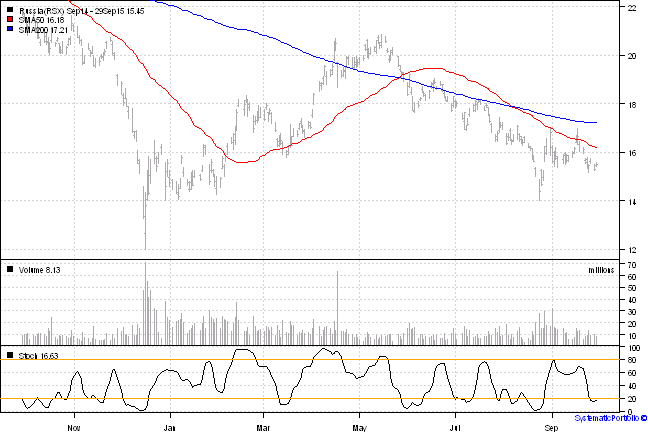 Russia(RSX) Sep14 - 29Sep15 15.45
SMA50 16.18
SMA200 17.21
22
20
18
16
14
12
Volume 8.13
millions
70
60
50
40
30
20
10
Stoch 16.63
100
80
60
40
20
0
Nov Jan Mar May Jul Sep
SystematicPortfolio ©